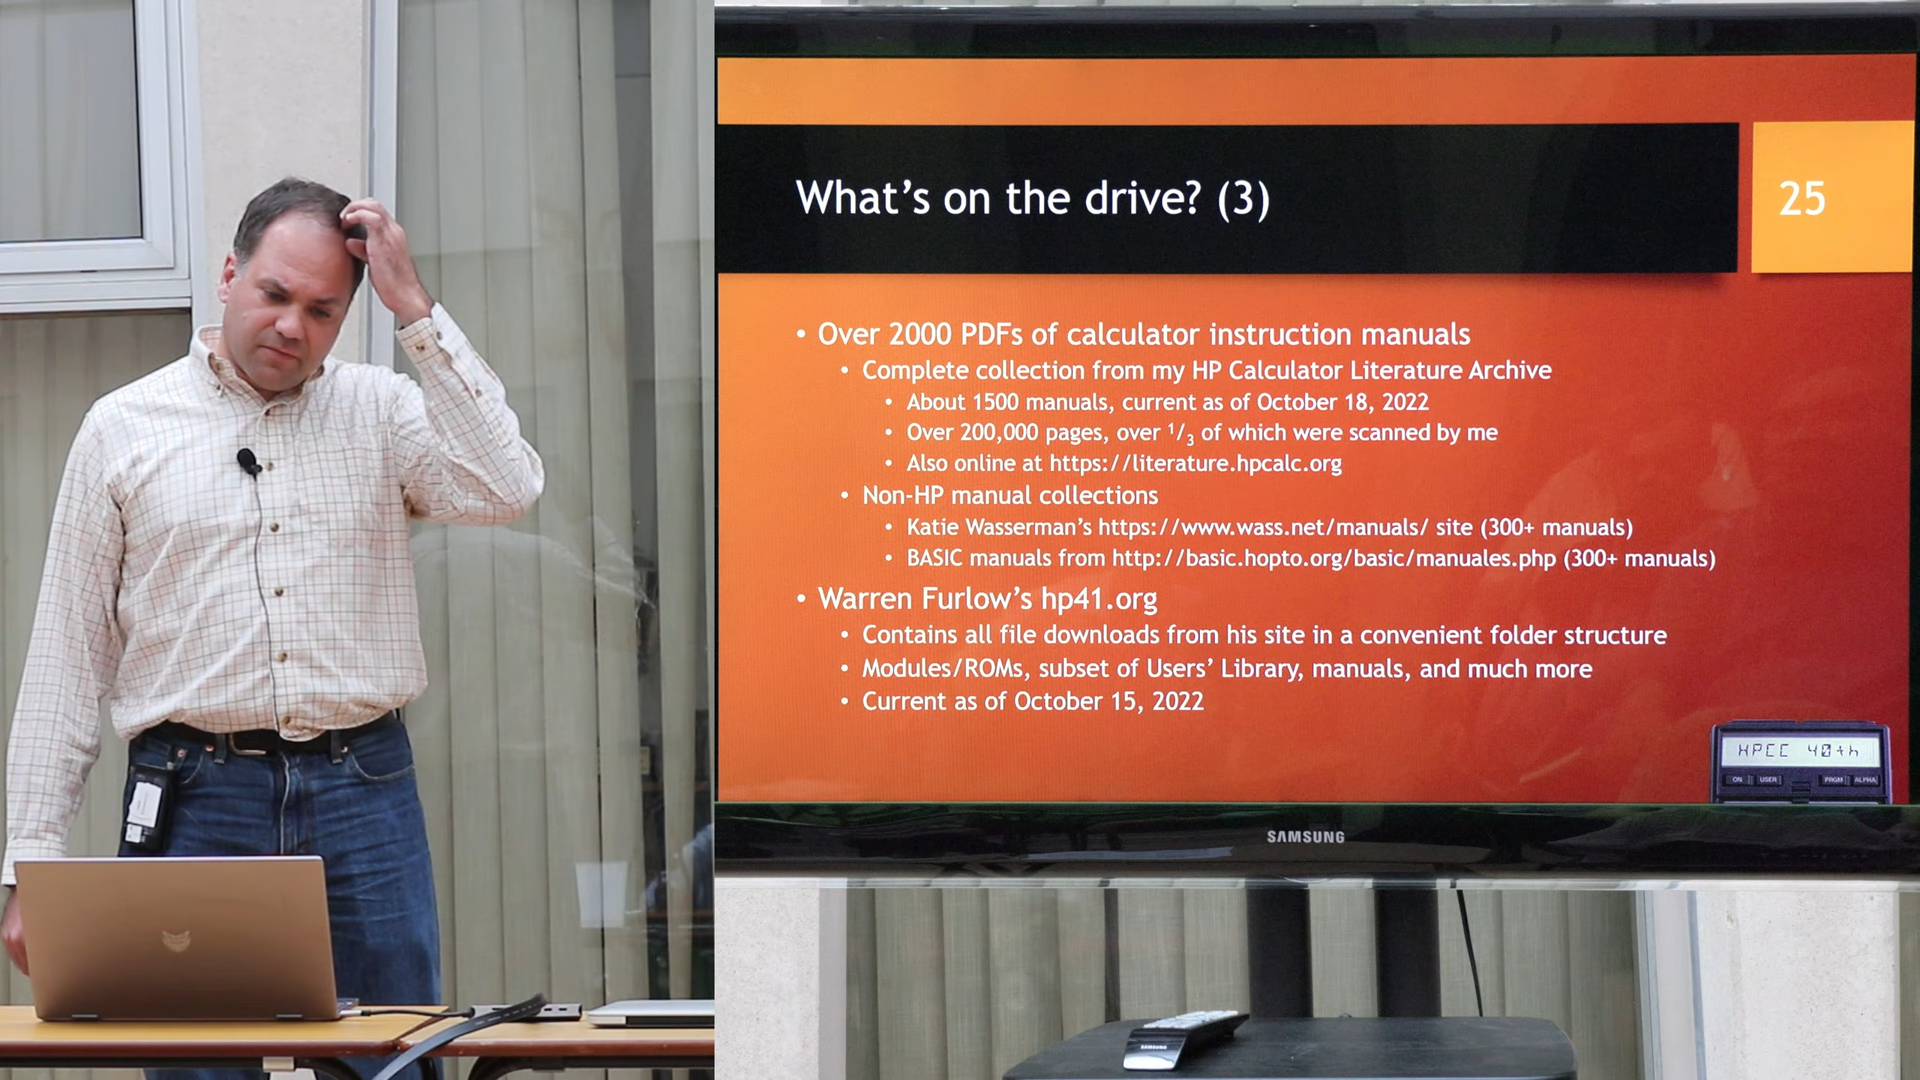 What's on the drive? (3)
25
• Over 2000 PDFs of calculator instruction manuals
• Complete collection from my HP Calculator Literature Archive
• About 1500 manuals, current as of October 18, 2022
• Over 200,000 pages, over 1/3 of which were scanned by me
• Also online at https://literature.hpcalc.org
• Non-HP manual collections
• Katie Wasserman's https://www.wass.net/manuals/ site (300+ manuals)
• BASIC manuals from http://basic.hopto.org/basic/manuales.php (300+ manuals)
• Warren Furlow's hp41.org
• Contains all file downloads from his site in a convenient folder structure
• Modules/ROMs, subset of Users' Library, manuals, and much more
• Current as of October 15, 2022
HPCC 40th
ON USER PRGM ALPHA
SAMSUNG
SAMSUNG